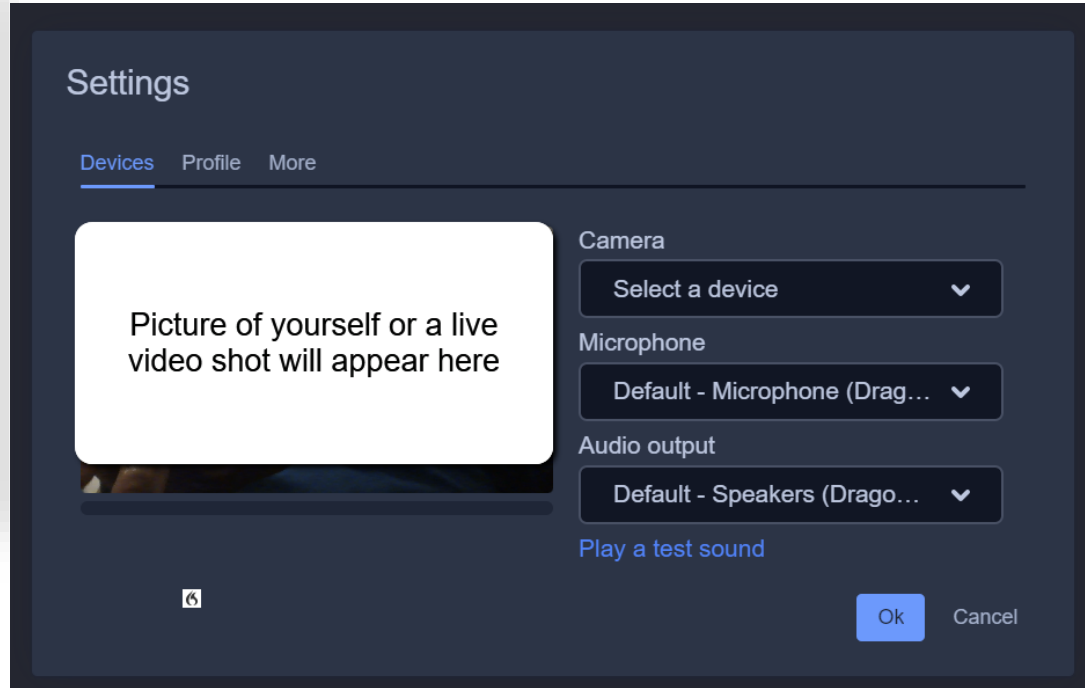 Settings
Devices Profile More
Picture of yourself or a live
video shot will appear here
Camera
Select a device
Microphone
Default - Microphone (Drag...
Audio output
Default - Speakers (Drago...
Play a test sound
Ok Cancel